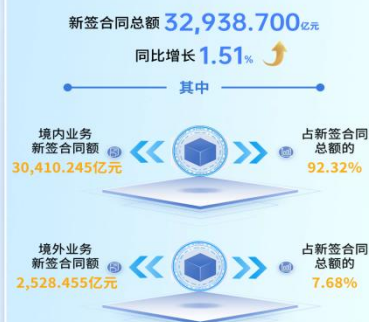 新签合同总额 32,938.700亿元
同比增长 1.51%
其中
境内业务
新签合同额
30,410.245亿元
占新签合同
总额的
92.32%
境外业务
新签合同额
2,528.455亿元
占新签合同
总额的
7.68%